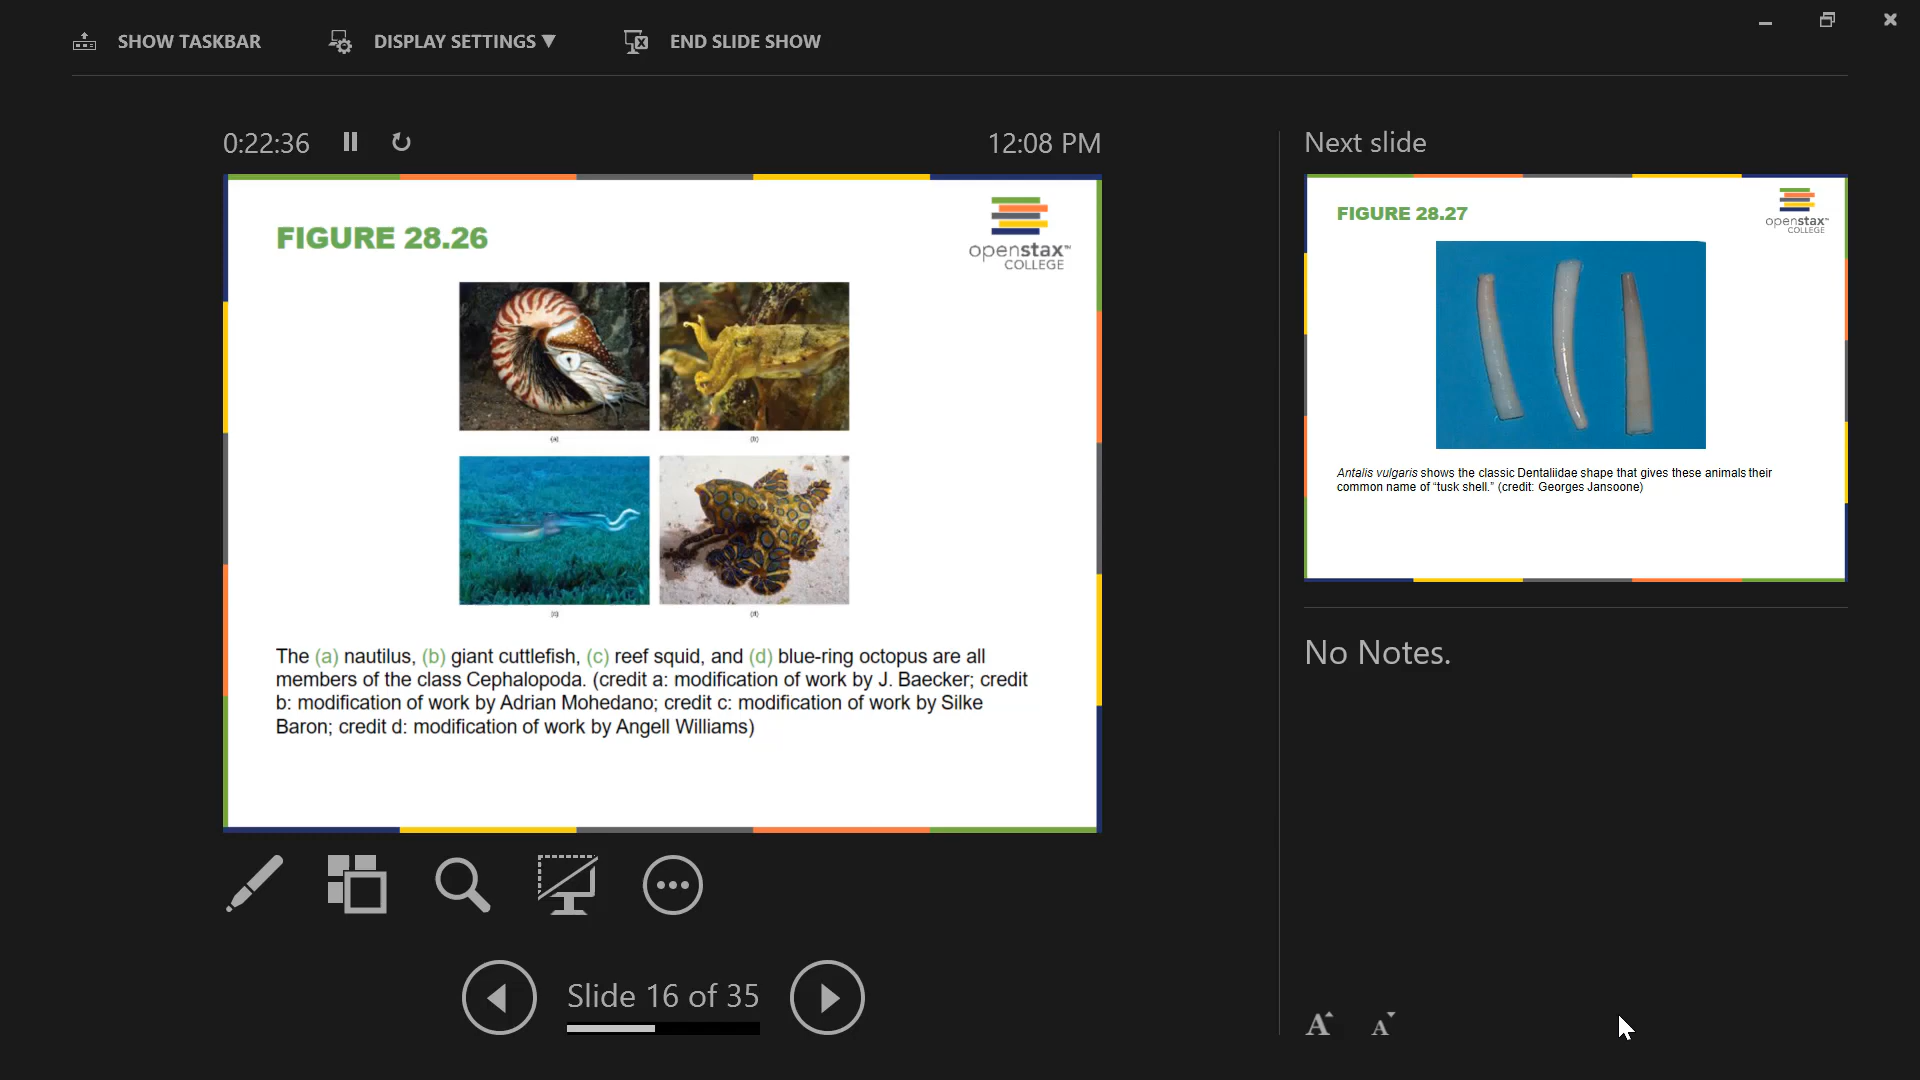 SHOW TASKBAR
DISPLAY SETTINGS ▼
END SLIDE SHOW
0:22:36
12:08 PM
FIGURE 28.26
openstax™
COLLEGE
(a)
(b)
(c)
(d)
The (a) nautilus, (b) giant cuttlefish, (c) reef squid, and (d) blue-ring octopus are all
members of the class Cephalopoda. (credit a: modification of work by J. Baecker; credit
b: modification of work by Adrian Mohedano; credit c: modification of work by Silke
Baron; credit d: modification of work by Angell Williams)
Slide 16 of 35
Next slide
FIGURE 28.27
openstax™
COLLEGE
Antalis vulgaris shows the classic Dentaliidae shape that gives these animals their
common name of “tusk shell.” (credit: Georges Jansoone)
No Notes.
A A